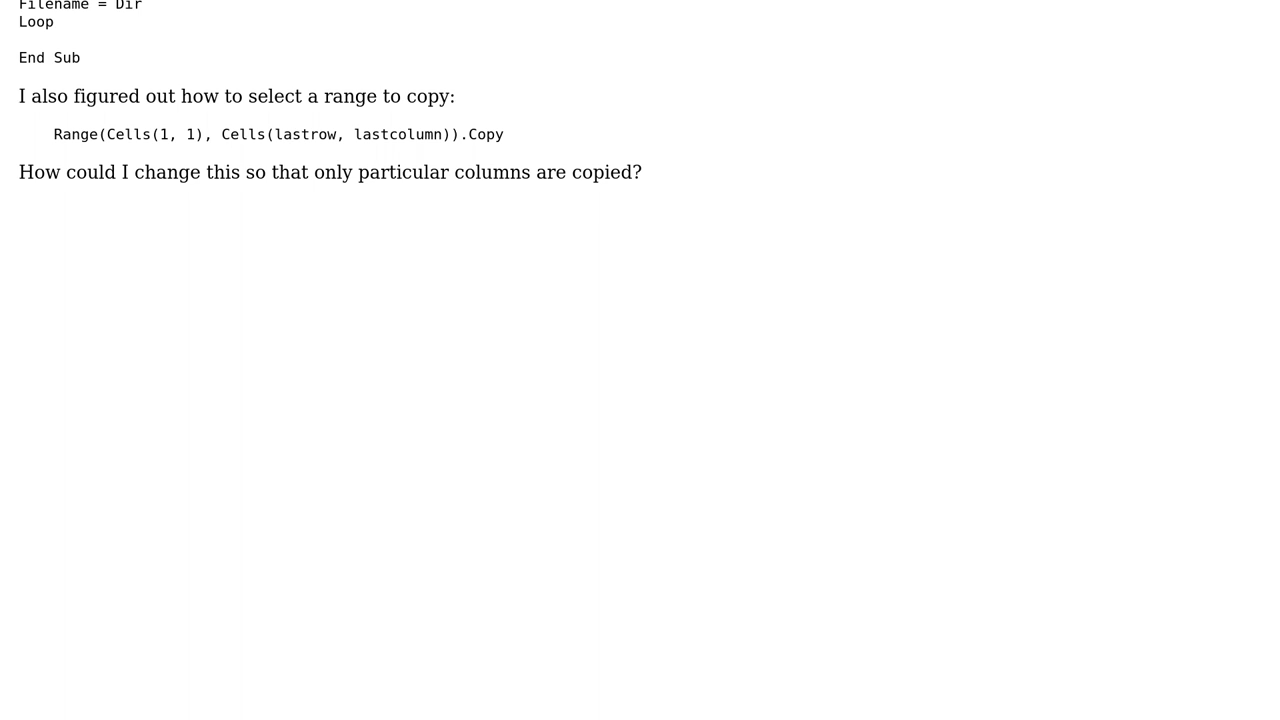 Filename = Dir
Loop
End Sub
I also figured out how to select a range to copy:
Range(Cells(1, 1), Cells(lastrow, lastcolumn)).Copy
How could I change this so that only particular columns are copied?